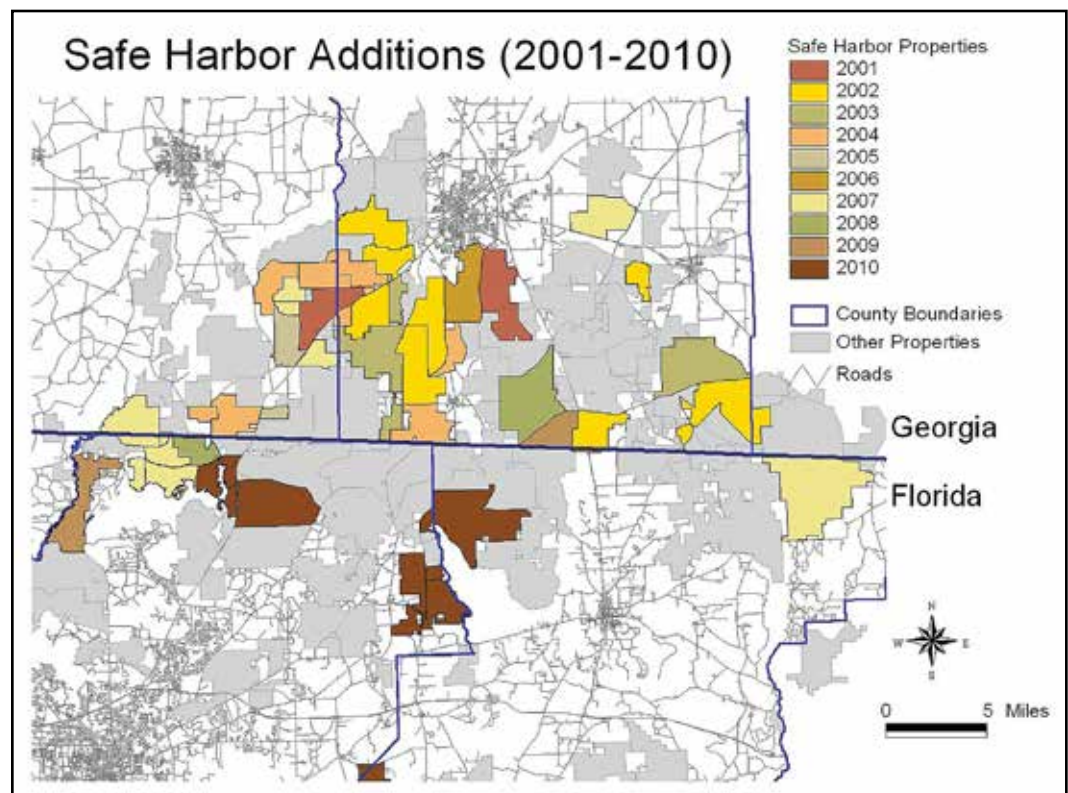 Safe Harbor Additions (2001-2010)
Safe Harbor Properties
2001
2002
2003
2004
2005
2006
2007
2008
2009
2010
County Boundaries
Other Properties
Roads
Georgia
Florida
N
W E
S
0 5 Miles